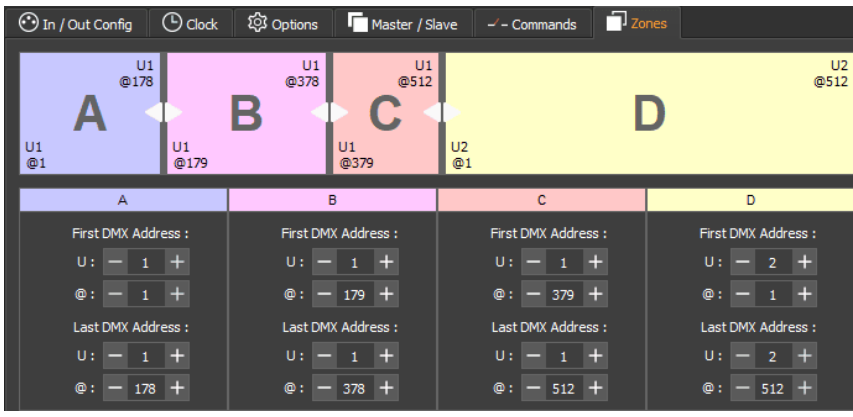 In / Out Config Clock Options Master / Slave Commands Zones
U1 U1 U1 U2
@178 @378 @512 @512
A B C D
U1 U1 U1 U2
@1 @179 @379 @1
A B C D
First DMX Address : First DMX Address : First DMX Address : First DMX Address :
U : − 1 + U : − 1 + U : − 1 + U : − 2 +
@ : − 1 + @ : − 179 + @ : − 379 + @ : − 1 +
Last DMX Address : Last DMX Address : Last DMX Address : Last DMX Address :
U : − 1 + U : − 1 + U : − 1 + U : − 2 +
@ : − 178 + @ : − 378 + @ : − 512 + @ : − 512 +